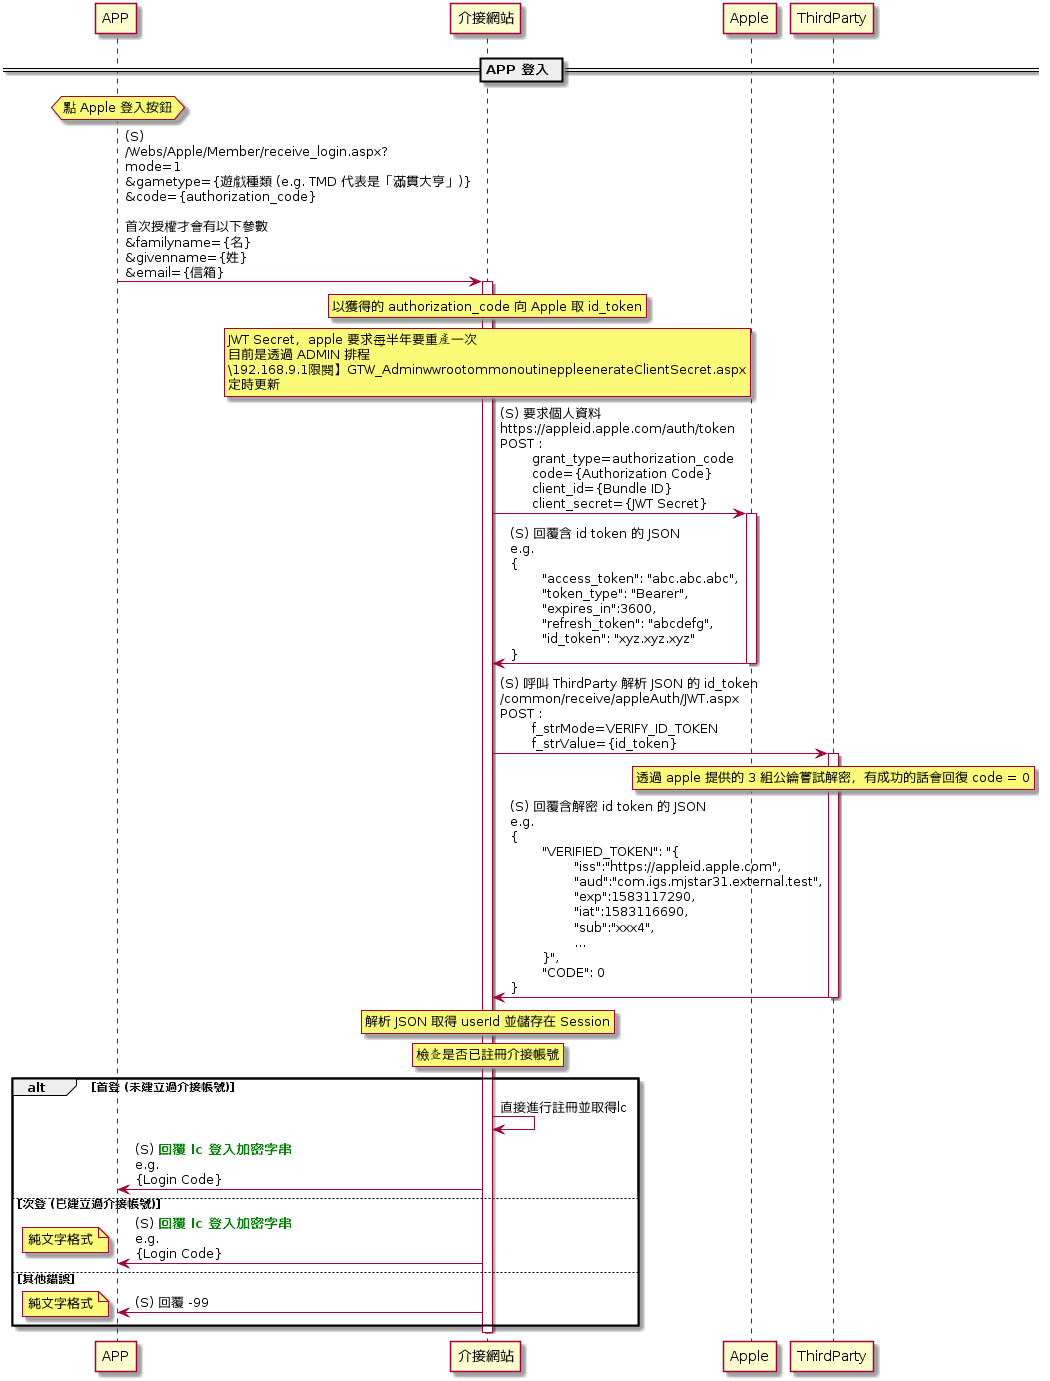 APP
介接網站
Apple
ThirdParty
APP 登入
點 Apple 登入按鈕
(S)
/Webs/Apple/Member/receive_login.aspx?
mode=1
&gametype={遊戲種類 (e.g. TMD 代表是「滿貫大亨」)}
&code={authorization_code}
首次授權才會有以下參數
&familyname={名}
&givenname={姓}
&email={信箱}
以獲得的 authorization_code 向 Apple 取 id_token
JWT Secret，apple 要求每半年要重產一次
目前是透過 ADMIN 排程
\192.168.9.1限閱】GTW_Adminwwrootommonoutineppleenerate​ClientSecret.aspx
定時更新
(S) 要求個人資料
https://appleid.apple.com/auth/token
POST :
grant_type=authorization_code
code={Authorization Code}
client_id={Bundle ID}
client_secret={JWT Secret}
(S) 回覆含 id token 的 JSON
e.g.
{
"access_token": "abc.abc.abc",
"token_type": "Bearer",
"expires_in":3600,
"refresh_token": "abcdefg",
"id_token": "xyz.xyz.xyz"
}
(S) 呼叫 ThirdParty 解析 JSON 的 id_token
/common/receive/appleAuth/JWT.aspx
POST :
f_strMode=VERIFY_ID_TOKEN
f_strValue={id_token}
透過 apple 提供的 3 組公鑰嘗試解密，有成功的話會回復 code = 0
(S) 回覆含解密 id token 的 JSON
e.g.
{
"VERIFIED_TOKEN": "{
"iss":"https://appleid.apple.com",
"aud":"com.igs.mjstar31.external.test",
"exp":1583117290,
"iat":1583116690,
"sub":"xxx4",
...
}",
"CODE": 0
}
解析 JSON 取得 userId 並儲存在 Session
檢查是否已註冊介接帳號
alt
[首登 (未建立過介接帳號)]
直接進行註冊並取得lc
(S) 回覆 lc 登入加密字串
e.g.
{Login Code}
[次登 (已建立過介接帳號)]
純文字格式
(S) 回覆 lc 登入加密字串
e.g.
{Login Code}
[其他錯誤]
純文字格式
(S) 回覆 -99
APP
介接網站
Apple
ThirdParty